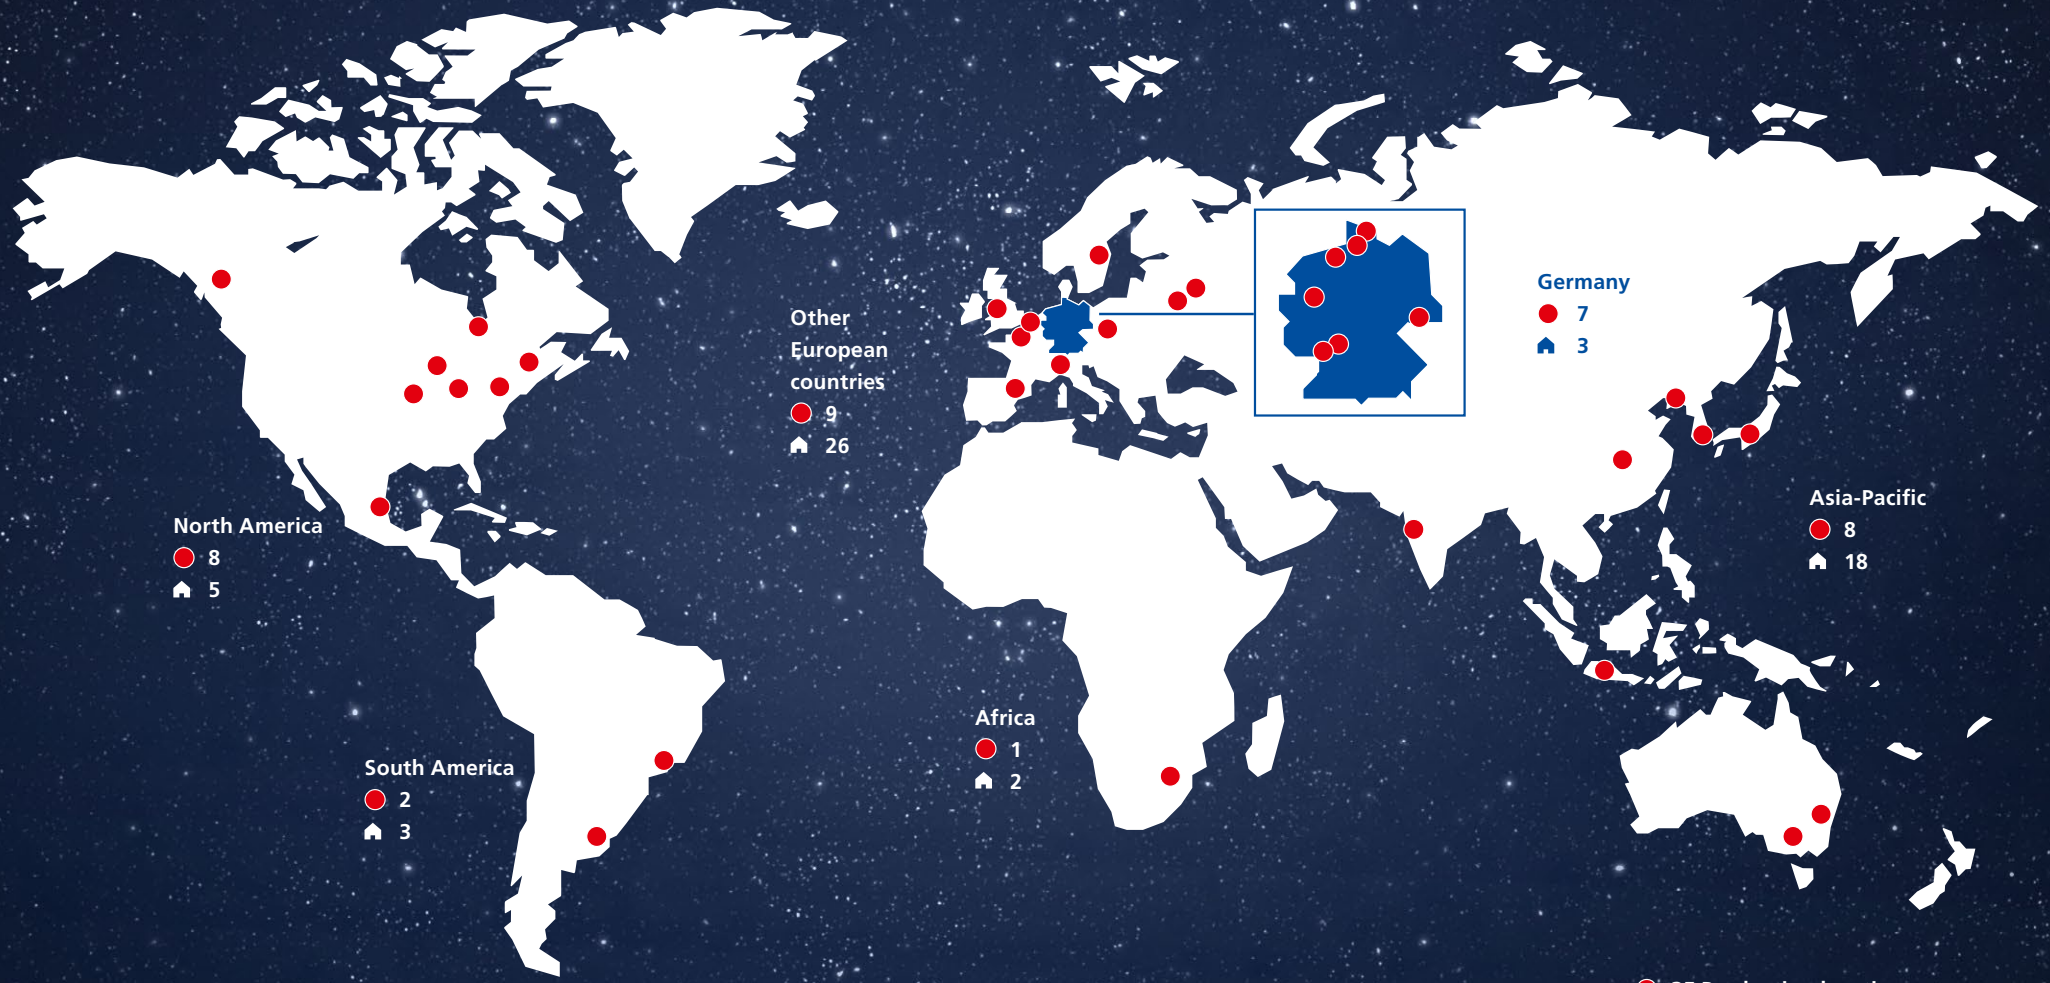 Other
European
countries
9
26
Germany
7
3
North America
8
5
Asia-Pacific
8
18
Africa
1
2
South America
2
3